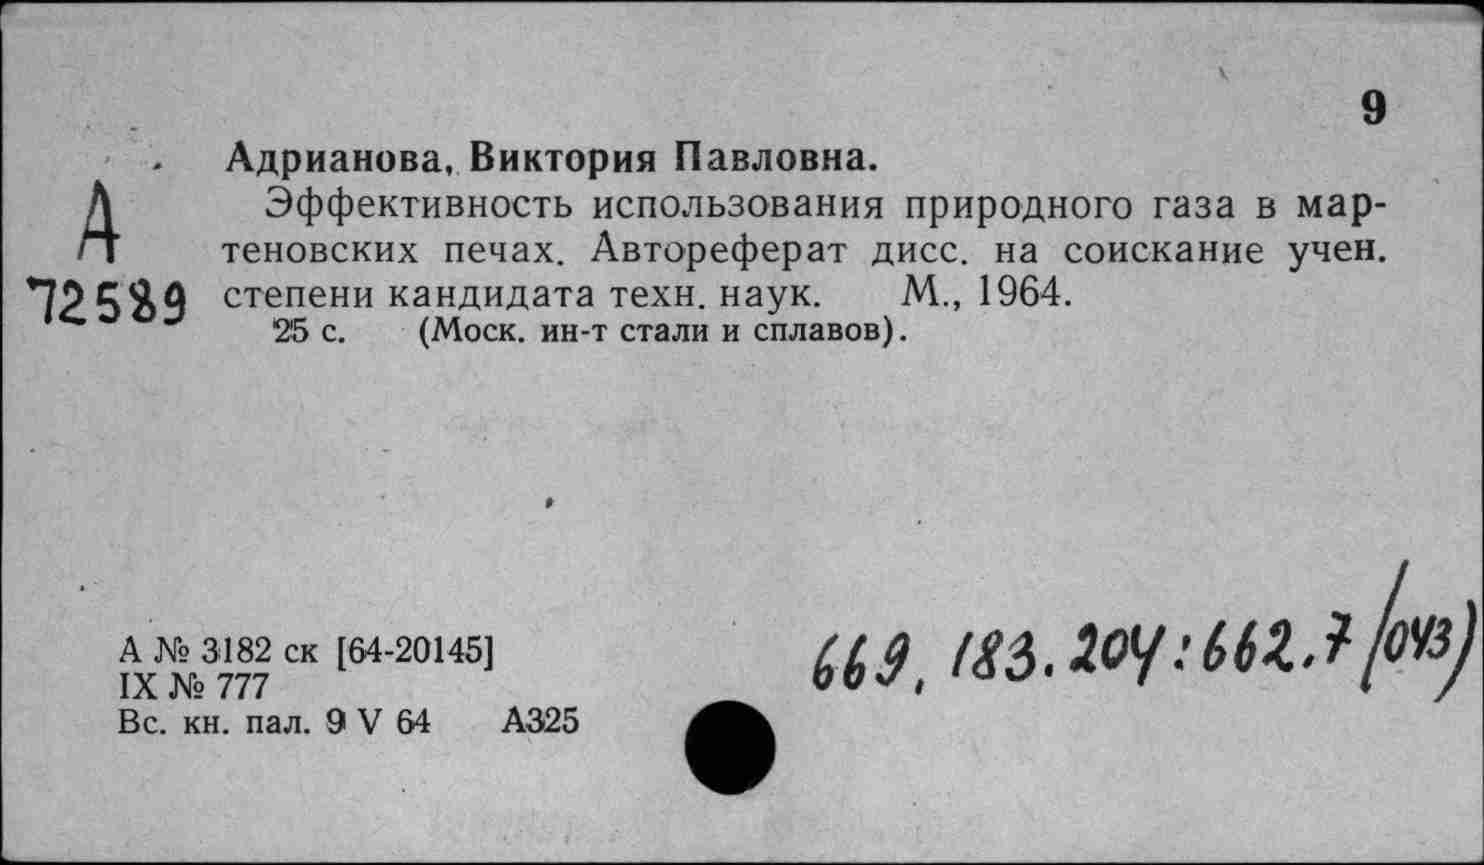 9
Адрианова, Виктория Павловна.
А
72589
Эффективность использования природного газа в мар-
теновских печах. Автореферат дисс. на соискание учен.
степени кандидата техн. наук. М., 1964.
25 с. (Моск. ин-т стали и сплавов).
А № 3182 ск [64-20145]
IX № 777
Вс. кн. пал. 9 V 64 А325
669.183.204:662.7(043)